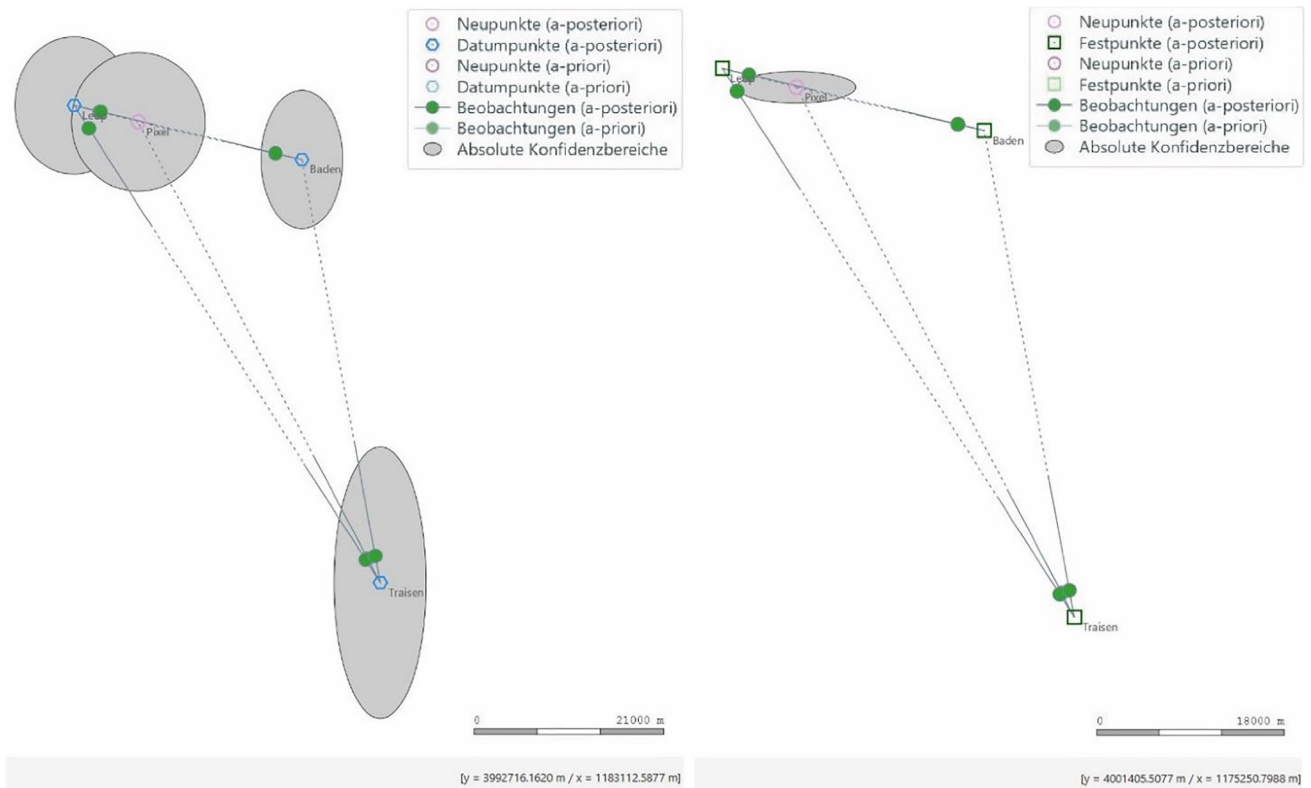 Neupunkte (a-posteriori)
Datumpunkte (a-posteriori)
Neupunkte (a-priori)
Datumpunkte (a-priori)
Beobachtungen (a-posteriori)
Beobachtungen (a-priori)
Absolute Konfidenzbereiche
Pixel
Baden
Traisen
0 21000 m
[y = 3992716.1620 m / x = 1183112.5877 m]
Neupunkte (a-posteriori)
Festpunkte (a-posteriori)
Neupunkte (a-priori)
Festpunkte (a-priori)
Beobachtungen (a-posteriori)
Beobachtungen (a-priori)
Absolute Konfidenzbereiche
Pixel
Baden
Traisen
0 18000 m
[y = 4001405.5077 m / x = 1175250.7988 m]